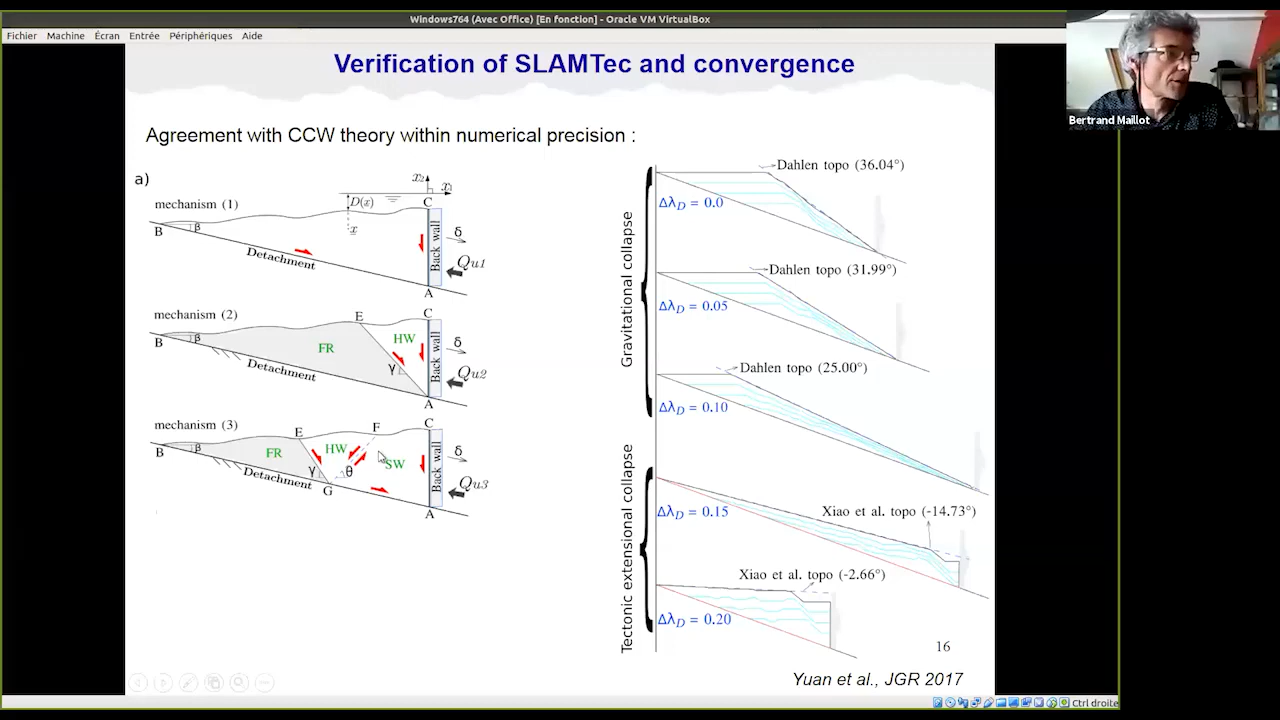 Windows764 (Avec Office) [En fonction] - Oracle VM VirtualBox
Fichier Machine Écran Entrée Périphériques Aide
Bertrand Maillot
Verification of SLAMTec and convergence
Agreement with CCW theory within numerical precision :
a)
mechanism (1)
x₂
x₁
D(x)
x
C
B
β
Detachment
Back wall
δ
Qu1
A
mechanism (2)
E
C
B
β
FR
HW
γ
Detachment
Back wall
δ
Qu2
A
mechanism (3)
E
F
C
B
β
FR
HW
SW
γ
θ
Detachment
G
Back wall
δ
Qu3
A
Gravitational collapse
Dahlen topo (36.04°)
Δλ_D = 0.0
Dahlen topo (31.99°)
Δλ_D = 0.05
Dahlen topo (25.00°)
Δλ_D = 0.10
Tectonic extensional collapse
Δλ_D = 0.15
Xiao et al. topo (-14.73°)
Xiao et al. topo (-2.66°)
Δλ_D = 0.20
16
Yuan et al., JGR 2017
Ctrl droite